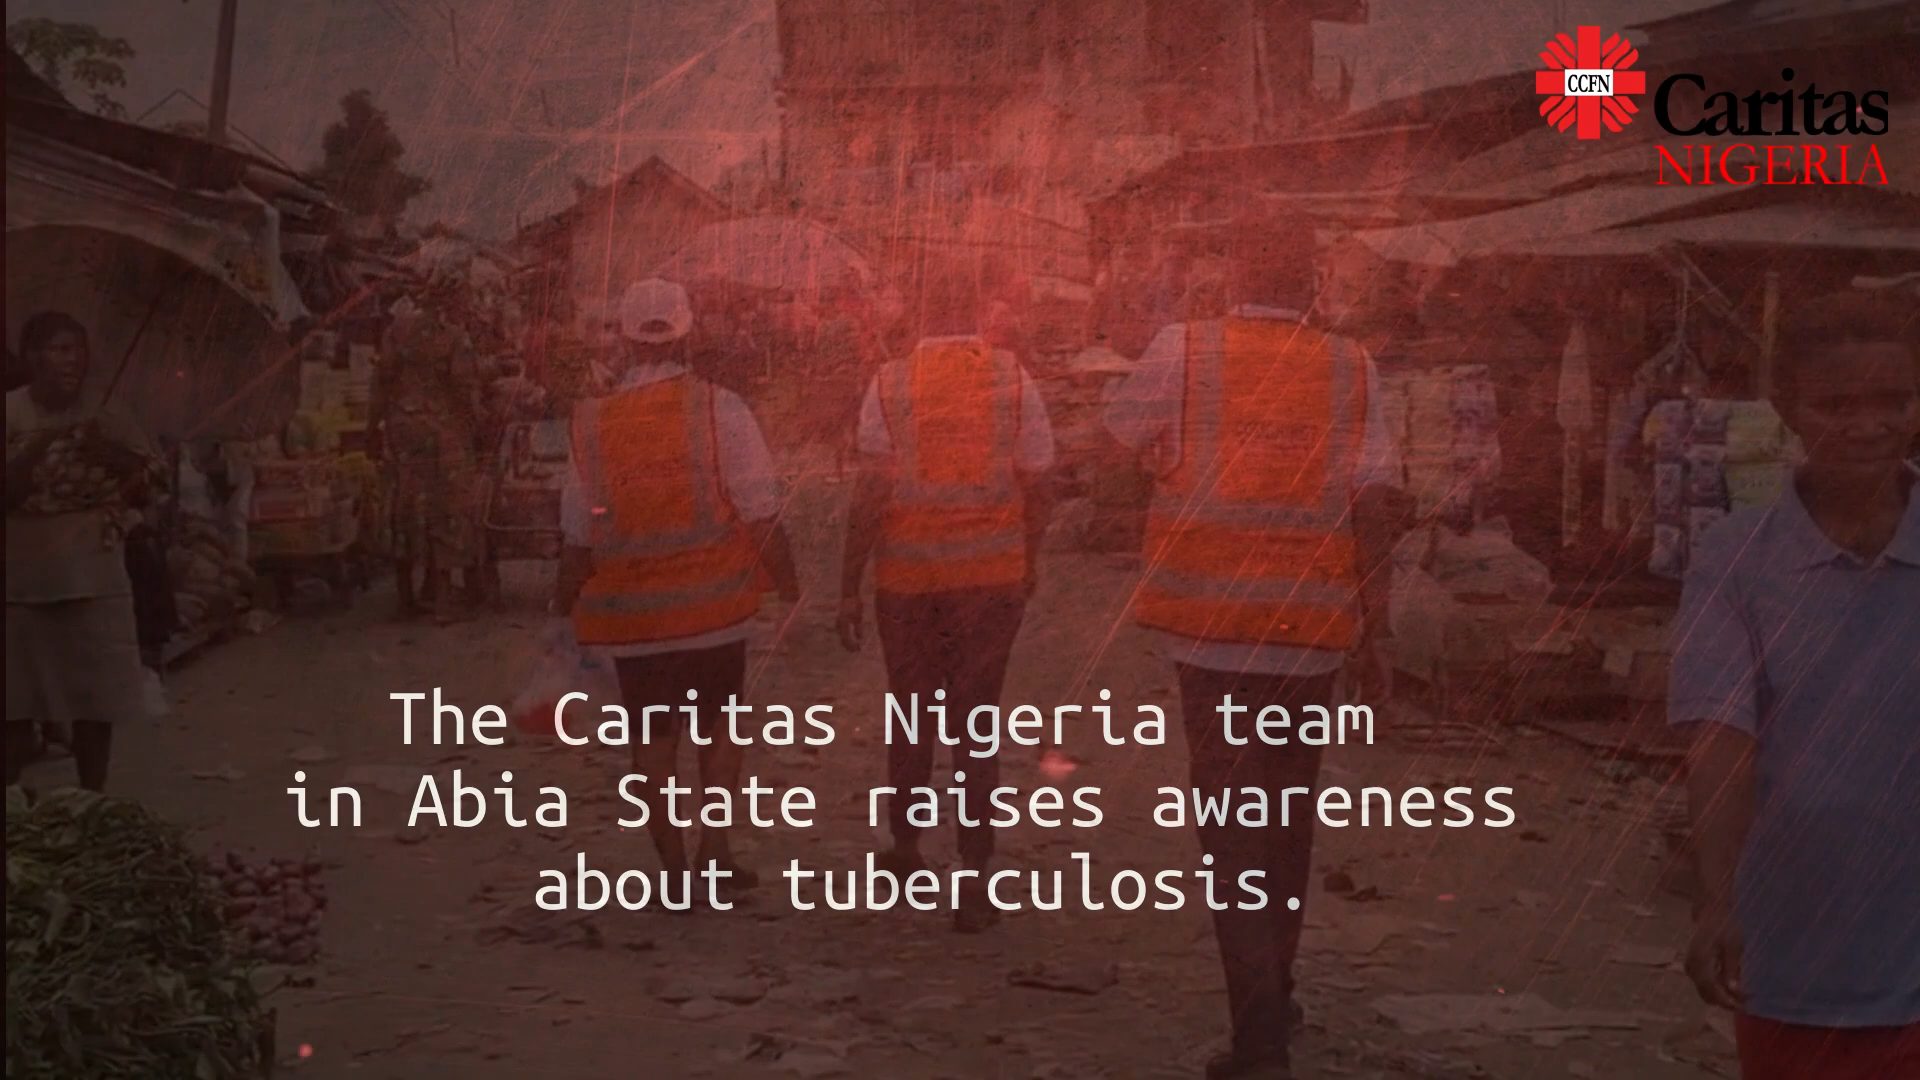 CCFN
Caritas
NIGERIA
The Caritas Nigeria team
in Abia State raises awareness
about tuberculosis.